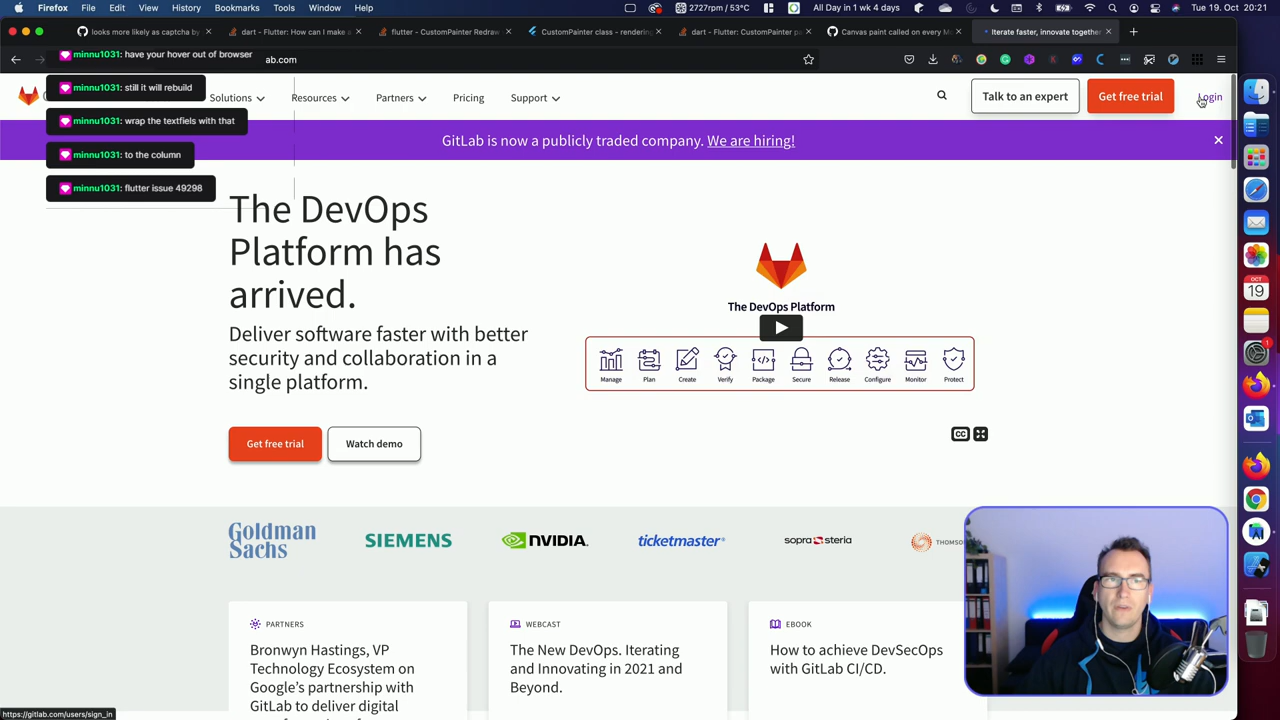 Firefox File Edit View History Bookmarks Tools Window Help
2727rpm / 53°C All Day in 1 wk 4 days Tue 19. Oct 20:21
looks more likely as captcha by
dart - Flutter: How can I make a
flutter - CustomPainter Redraw
CustomPainter class - rendering
dart - Flutter: CustomPainter pa
Canvas paint called on every M
Iterate faster, innovate together
ab.com
minnu1031: have your hover out of browser
minnu1031: still it will rebuild
minnu1031: wrap the textfiels with that
minnu1031: to the column
minnu1031: flutter issue 49298
Solutions
Resources
Partners
Pricing
Support
Talk to an expert
Get free trial
Login
GitLab is now a publicly traded company. We are hiring!
The DevOps
Platform has
arrived.
Deliver software faster with better
security and collaboration in a
single platform.
Get free trial
Watch demo
The DevOps Platform
Manage Plan Create Verify Package Secure Release Configure Monitor Protect
CC
Goldman
Sachs
SIEMENS
NVIDIA.
ticketmaster®
sopra steria
THOMSO
PARTNERS
Bronwyn Hastings, VP
Technology Ecosystem on
Google's partnership with
GitLab to deliver digital
WEBCAST
The New DevOps. Iterating
and Innovating in 2021 and
Beyond.
EBOOK
How to achieve DevSecOps
with GitLab CI/CD.
OCT
19
1
https://gitlab.com/users/sign_in